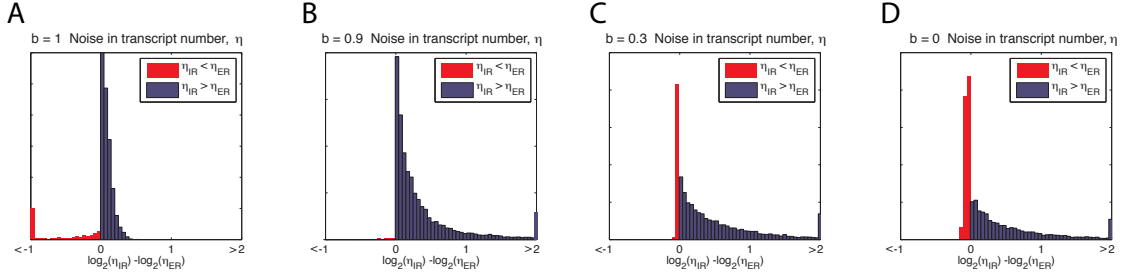 A
b = 1 Noise in transcript number, η
η_IR < η_ER
η_IR > η_ER
<-1 0 1 >2
log₂(η_IR) -log₂(η_ER)
B
b = 0.9 Noise in transcript number, η
η_IR < η_ER
η_IR > η_ER
<-1 0 1 >2
log₂(η_IR) -log₂(η_ER)
C
b = 0.3 Noise in transcript number, η
η_IR < η_ER
η_IR > η_ER
<-1 0 1 >2
log₂(η_IR) -log₂(η_ER)
D
b = 0 Noise in transcript number, η
η_IR < η_ER
η_IR > η_ER
<-1 0 1 >2
log₂(η_IR) -log₂(η_ER)